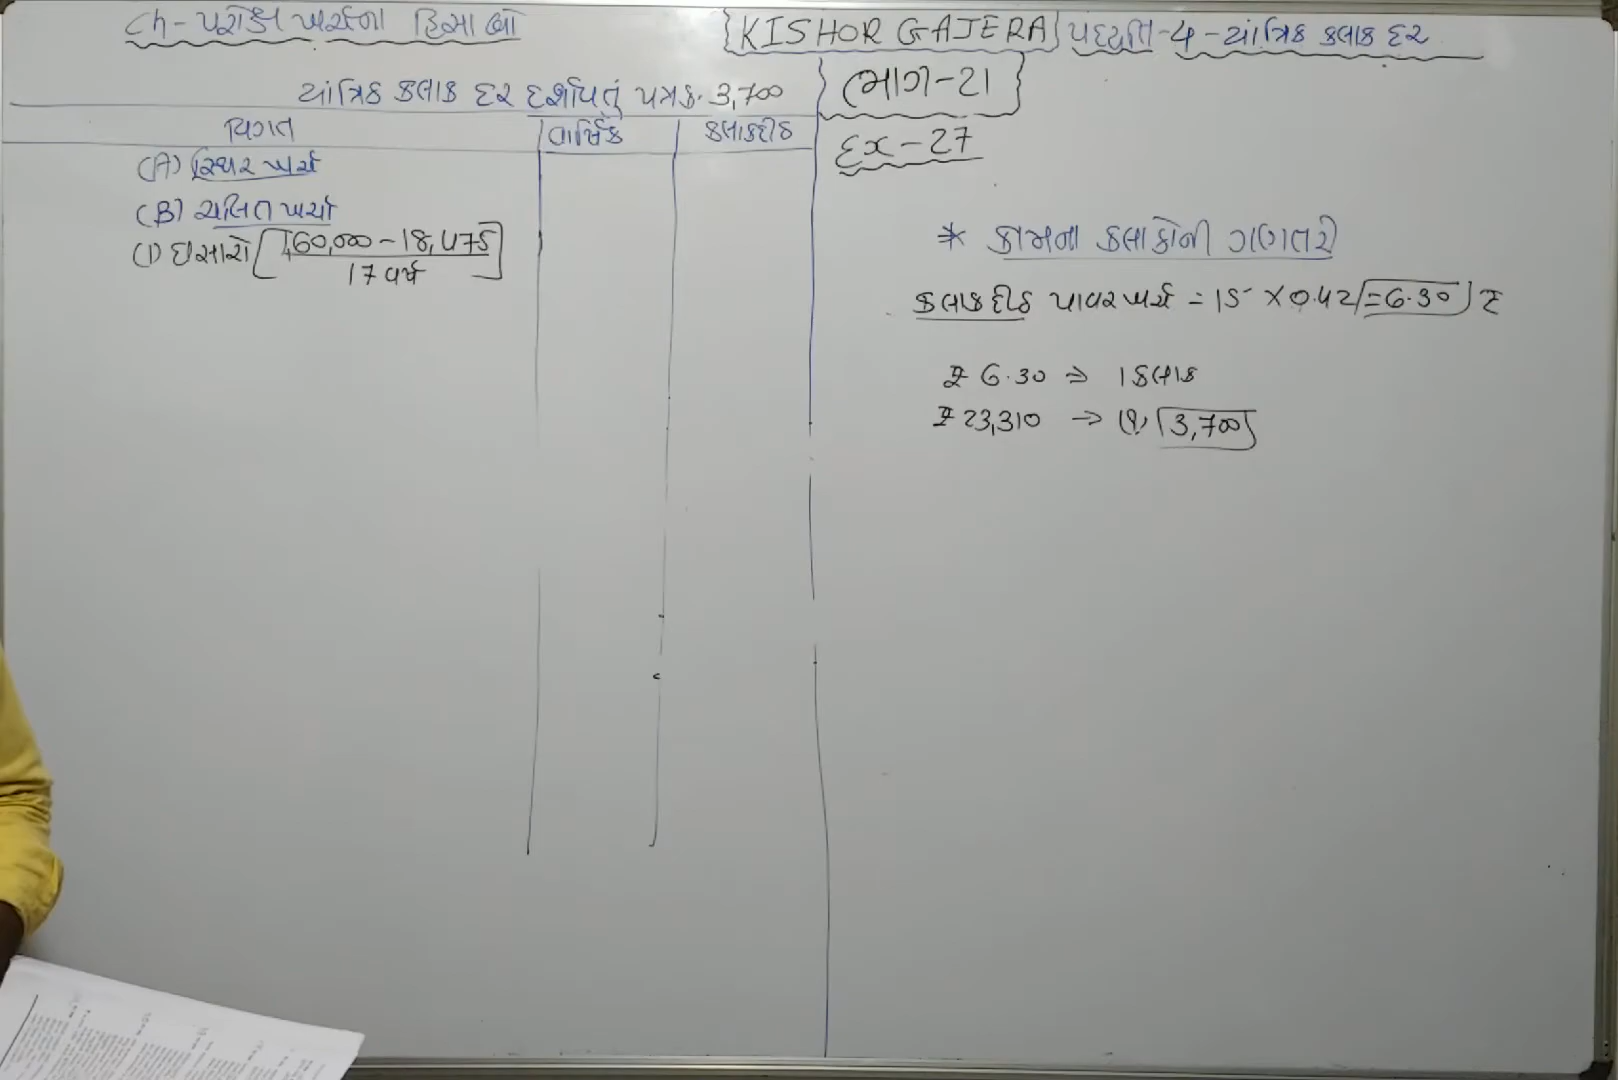 Ch - પરોક્ષ ખર્ચના હિસાબો
{KISHOR GAJERA} પદ્ધતિ-4 - યાંત્રિક કલાક દર
યાંત્રિક કલાક દર દર્શાવતું પત્રક. 3,700
{ભાગ-21}
Ex-27
વિગત વાર્ષિક કલાકદીઠ
(A) સ્થિર ખર્ચ
(B) ચલિત ખર્ચા
(1) ઘસારો [1,60,000 - 18,475
17 વર્ષ]
* કામના કલાકોની ગણતરી
કલાકદીઠ પાવર ખર્ચ = 15 × 0.42 = 6.30 ₹
₹ 6.30 ⇒ 1 કલાક
₹ 23,310 → (?) 3,700